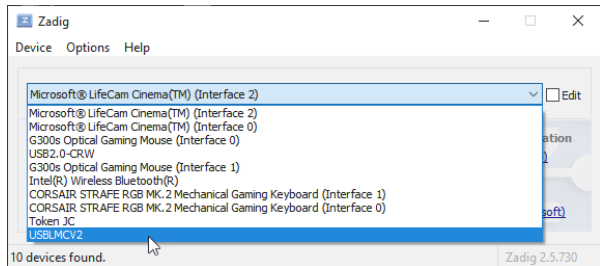 Zadig
Device Options Help
Microsoft® LifeCam Cinema(TM) (Interface 2)
Edit
Microsoft® LifeCam Cinema(TM) (Interface 2)
Microsoft® LifeCam Cinema(TM) (Interface 0)
G300s Optical Gaming Mouse (Interface 0)
USB2.0-CRW
G300s Optical Gaming Mouse (Interface 1)
Intel(R) Wireless Bluetooth(R)
CORSAIR STRAFE RGB MK.2 Mechanical Gaming Keyboard (Interface 1)
CORSAIR STRAFE RGB MK.2 Mechanical Gaming Keyboard (Interface 0)
Token JC
USBLMCV2
ation
soft)
10 devices found.
Zadig 2.5.730